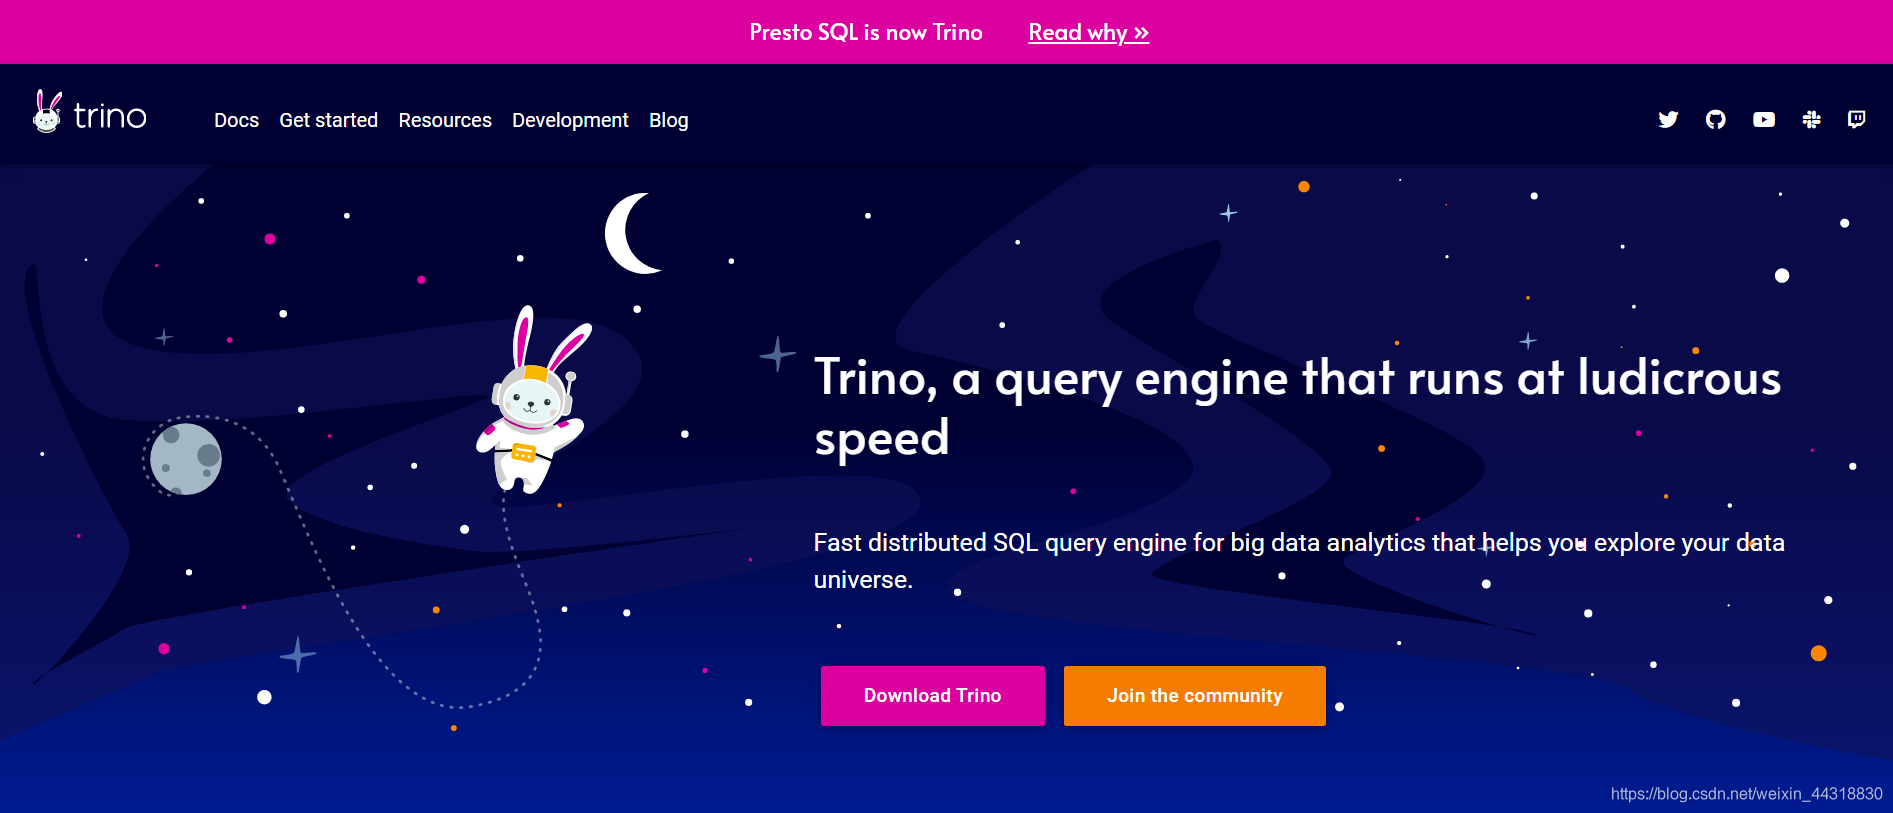 Presto SQL is now Trino Read why »
trino
Docs Get started Resources Development Blog
Trino, a query engine that runs at ludicrous
speed
Fast distributed SQL query engine for big data analytics that helps you explore your data
universe.
Download Trino Join the community
https://blog.csdn.net/weixin_44318830